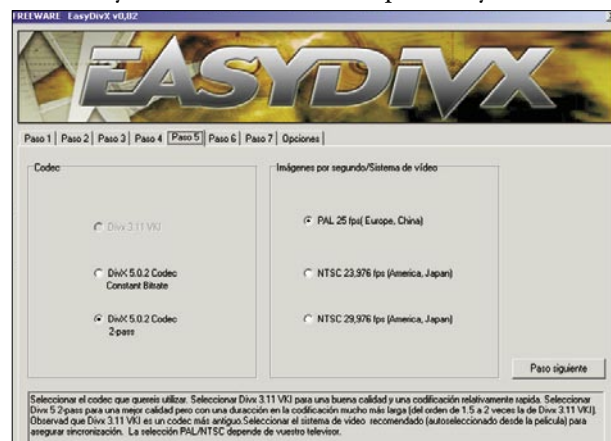 FREEWARE EasyDivX v0,82
EASYDIVX
Paso 1 Paso 2 Paso 3 Paso 4 Paso 5 Paso 6 Paso 7 Opciones
Codec
Imágenes por segundo/Sistema de vídeo
Divx 3.11 VKI
PAL 25 fps( Europe, China)
DivX 5.0.2 Codec
Constant Bitrate
NTSC 23,976 fps (America, Japan)
DivX 5.0.2 Codec
2-pass
NTSC 29,976 fps (America, Japan)
Paso siguiente
Seleccionar el codec que quereis utilizar. Seleccionar Divx 3.11 VKI para una buena calidad y una codificación relativamente rapida. Seleccionar
Divx 5 2-pass para una mejor calidad pero con una duracción en la codificación mucho más larga (del orden de 1.5 a 2 veces la de Divx 3.11 VKI).
Observad que Divx 3.11 VKI es un codec más antiguo.Seleccionar el sistema de video recomendado (autoseleccionado desde la pelicula) para
asegurar sincronización. La selección PAL/NTSC depende de vuestro televisor.